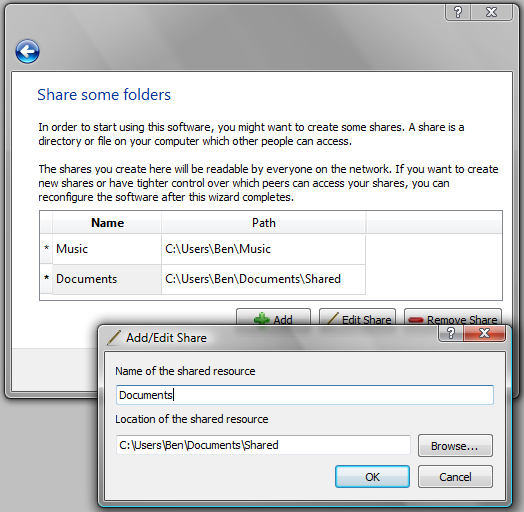 Share some folders
In order to start using this software, you might want to create some shares. A share is a
directory or file on your computer which other people can access.
The shares you create here will be readable by everyone on the network. If you want to create
new shares or have tighter control over which peers can access your shares, you can
reconfigure the software after this wizard completes.
Name Path
* Music C:\Users\Ben\Music
* Documents C:\Users\Ben\Documents\Shared
Add Edit Share Remove Share
Add/Edit Share
Name of the shared resource
Documents
Location of the shared resource
C:\Users\Ben\Documents\Shared Browse...
OK Cancel